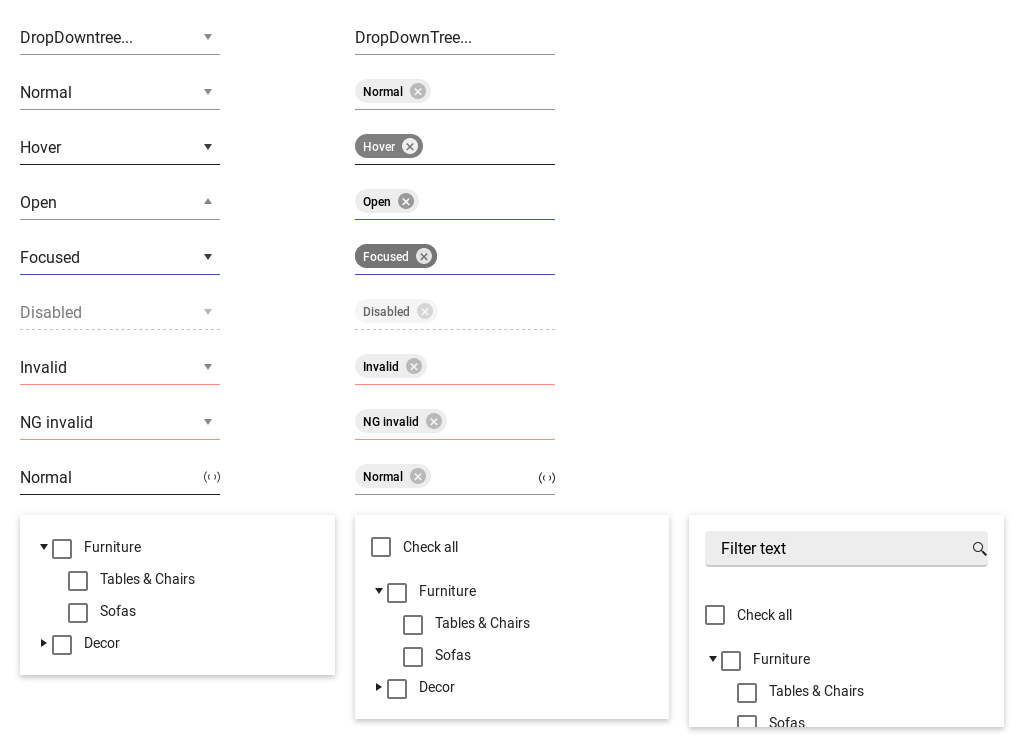 DropDowntree...
DropDownTree...
Normal
Normal
Hover
Hover
Open
Open
Focused
Focused
Disabled
Disabled
Invalid
Invalid
NG invalid
NG invalid
Normal
Normal
Furniture
Tables & Chairs
Sofas
Decor
Check all
Furniture
Tables & Chairs
Sofas
Decor
Filter text
Check all
Furniture
Tables & Chairs
Sofas